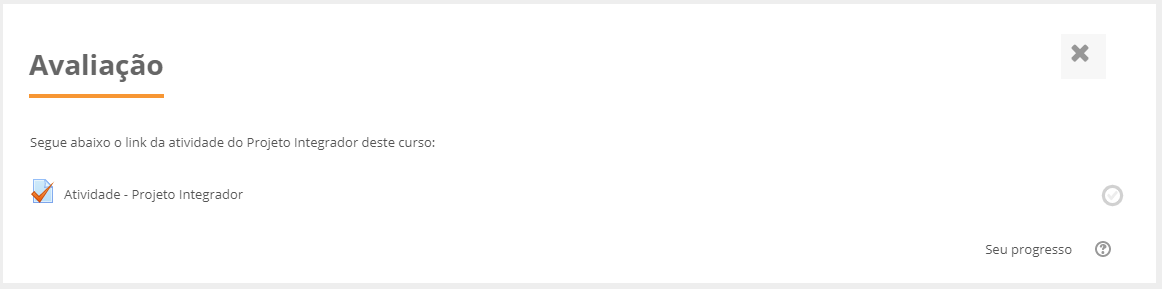 Avaliação
Segue abaixo o link da atividade do Projeto Integrador deste curso:
Atividade - Projeto Integrador
Seu progresso